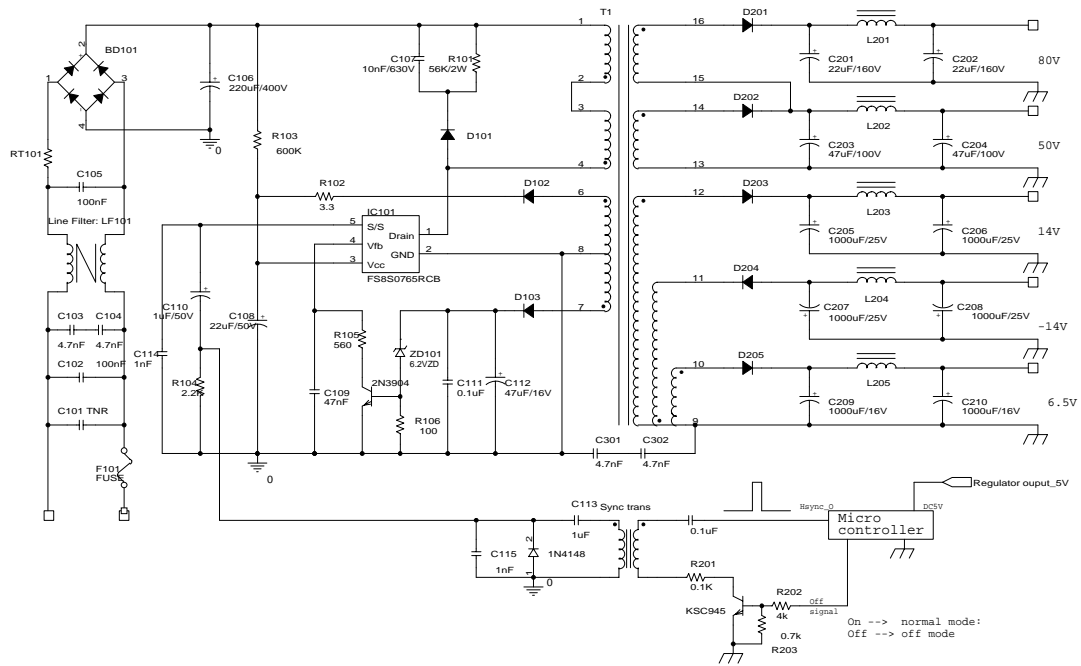 T1
1
16
D201
L201
C201
22uF/160V
C202
22uF/160V
80V
2
BD101
1
3
4
C106
220uF/400V
0
C107
10nF/630V
R101
56K/2W
2
15
3
14
D202
L202
C203
47uF/100V
C204
47uF/100V
50V
R103
600K
D101
4
13
RT101
C105
100nF
R102
3.3
D102
6
12
D203
L203
C205
1000uF/25V
C206
1000uF/25V
14V
Line Filter: LF101
IC101
5
S/S
4
Vfb
3
Vcc
Drain
1
GND
2
FS8S0765RCB
8
11
D204
L204
C207
1000uF/25V
C208
1000uF/25V
-14V
C110
1uF/50V
C108
22uF/50V
D103
7
C103
C104
4.7nF
4.7nF
C102
100nF
C114
1nF
R104
2.2K
R105
560
ZD101
6.2VZD
2N3904
C109
47nF
R106
100
C111
0.1uF
C112
47uF/16V
10
D205
L205
C209
1000uF/16V
C210
1000uF/16V
6.5V
9
C101 TNR
F101
FUSE
0
C301
4.7nF
C302
4.7nF
C113
1uF
Sync trans
0.1uF
Hsync_O
DC5V
Regulator ouput_5V
Micro
controller
C115
1nF
2
1
1N4148
0
R201
0.1K
KSC945
R202
4k
Off
signal
0.7k
R203
On --> normal mode:
Off --> off mode